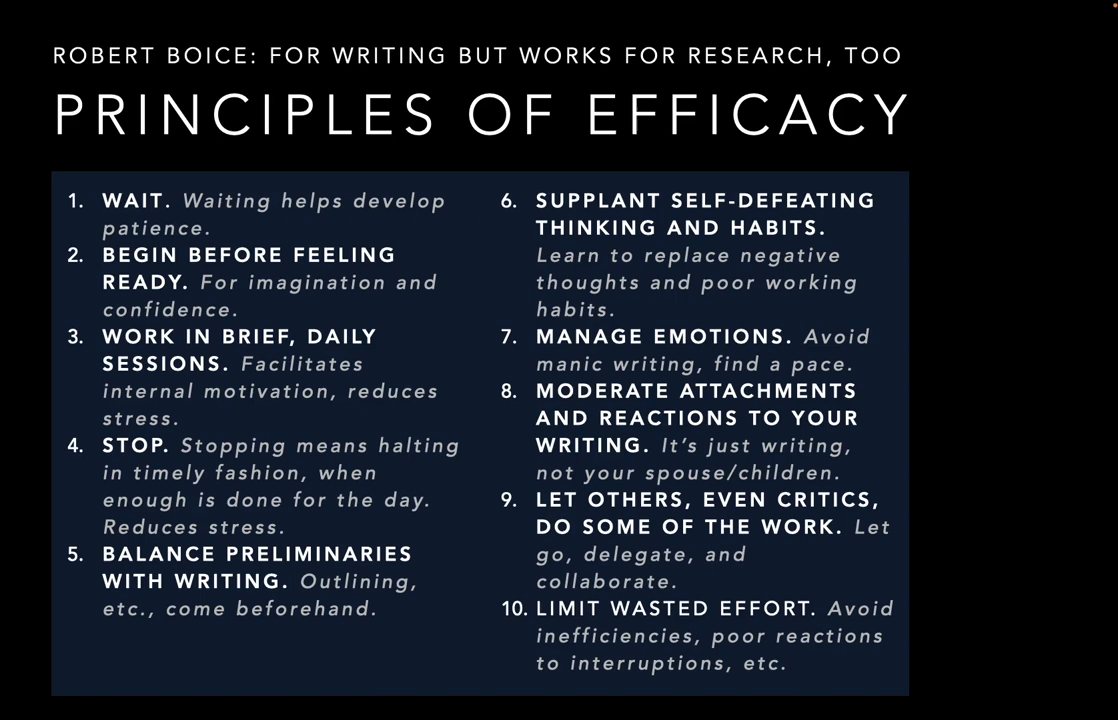 ROBERT BOICE: FOR WRITING BUT WORKS FOR RESEARCH, TOO
PRINCIPLES OF EFFICACY
1. WAIT. Waiting helps develop
patience.
2. BEGIN BEFORE FEELING
READY. For imagination and
confidence.
3. WORK IN BRIEF, DAILY
SESSIONS. Facilitates
internal motivation, reduces
stress.
4. STOP. Stopping means halting
in timely fashion, when
enough is done for the day.
Reduces stress.
5. BALANCE PRELIMINARIES
WITH WRITING. Outlining,
etc., come beforehand.
6. SUPPLANT SELF-DEFEATING
THINKING AND HABITS.
Learn to replace negative
thoughts and poor working
habits.
7. MANAGE EMOTIONS. Avoid
manic writing, find a pace.
8. MODERATE ATTACHMENTS
AND REACTIONS TO YOUR
WRITING. It’s just writing,
not your spouse/children.
9. LET OTHERS, EVEN CRITICS,
DO SOME OF THE WORK. Let
go, delegate, and
collaborate.
10. LIMIT WASTED EFFORT. Avoid
inefficiencies, poor reactions
to interruptions, etc.